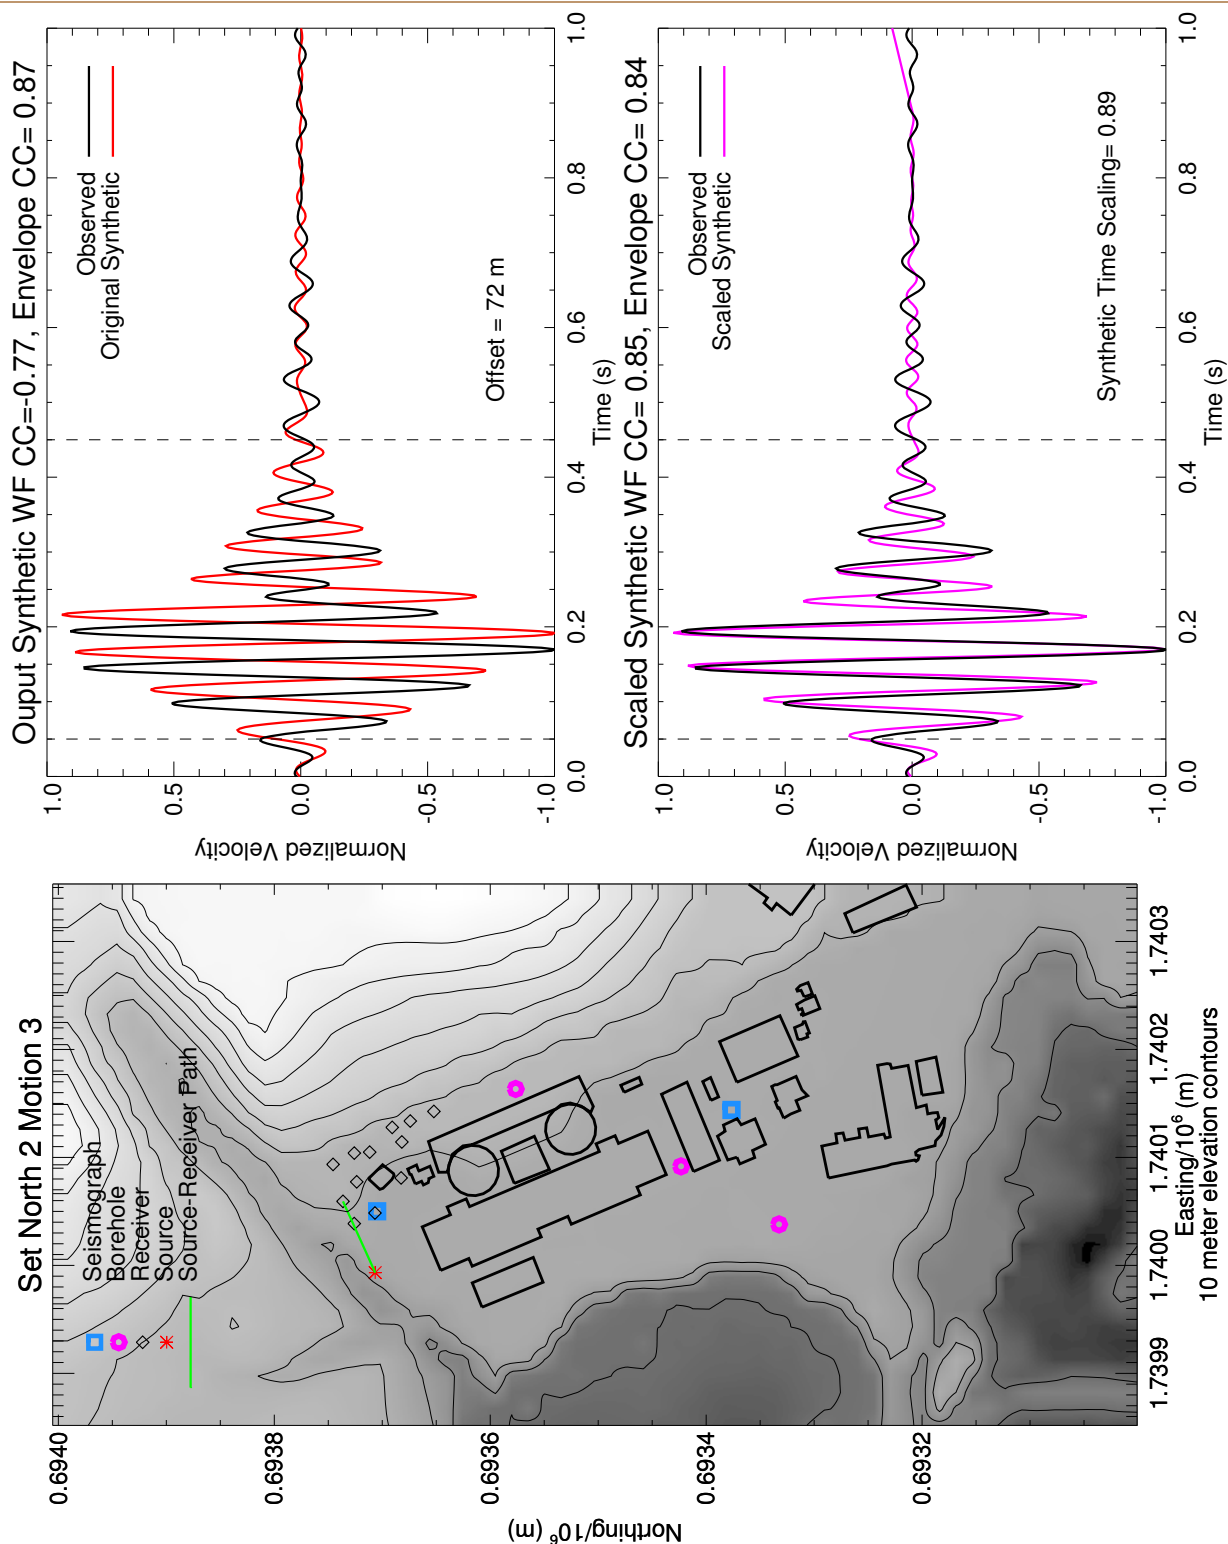 Set North 2 Motion 3
Seismograph
Borehole
Receiver
Source
Source-Receiver Path
0.6940
0.6938
0.6936
0.6934
0.6932
Northing/10⁶ (m)
1.7399
1.7400
1.7401
1.7402
1.7403
Easting/10⁶ (m)
10 meter elevation contours
Ouput Synthetic WF CC=-0.77, Envelope CC= 0.87
Observed
Original Synthetic
Offset = 72 m
1.0
0.5
0.0
-0.5
-1.0
Normalized Velocity
0.0
0.2
0.4
0.6
0.8
1.0
Time (s)
Scaled Synthetic WF CC= 0.85, Envelope CC= 0.84
Observed
Scaled Synthetic
Synthetic Time Scaling= 0.89
1.0
0.5
0.0
-0.5
-1.0
Normalized Velocity
0.0
0.2
0.4
0.6
0.8
1.0
Time (s)